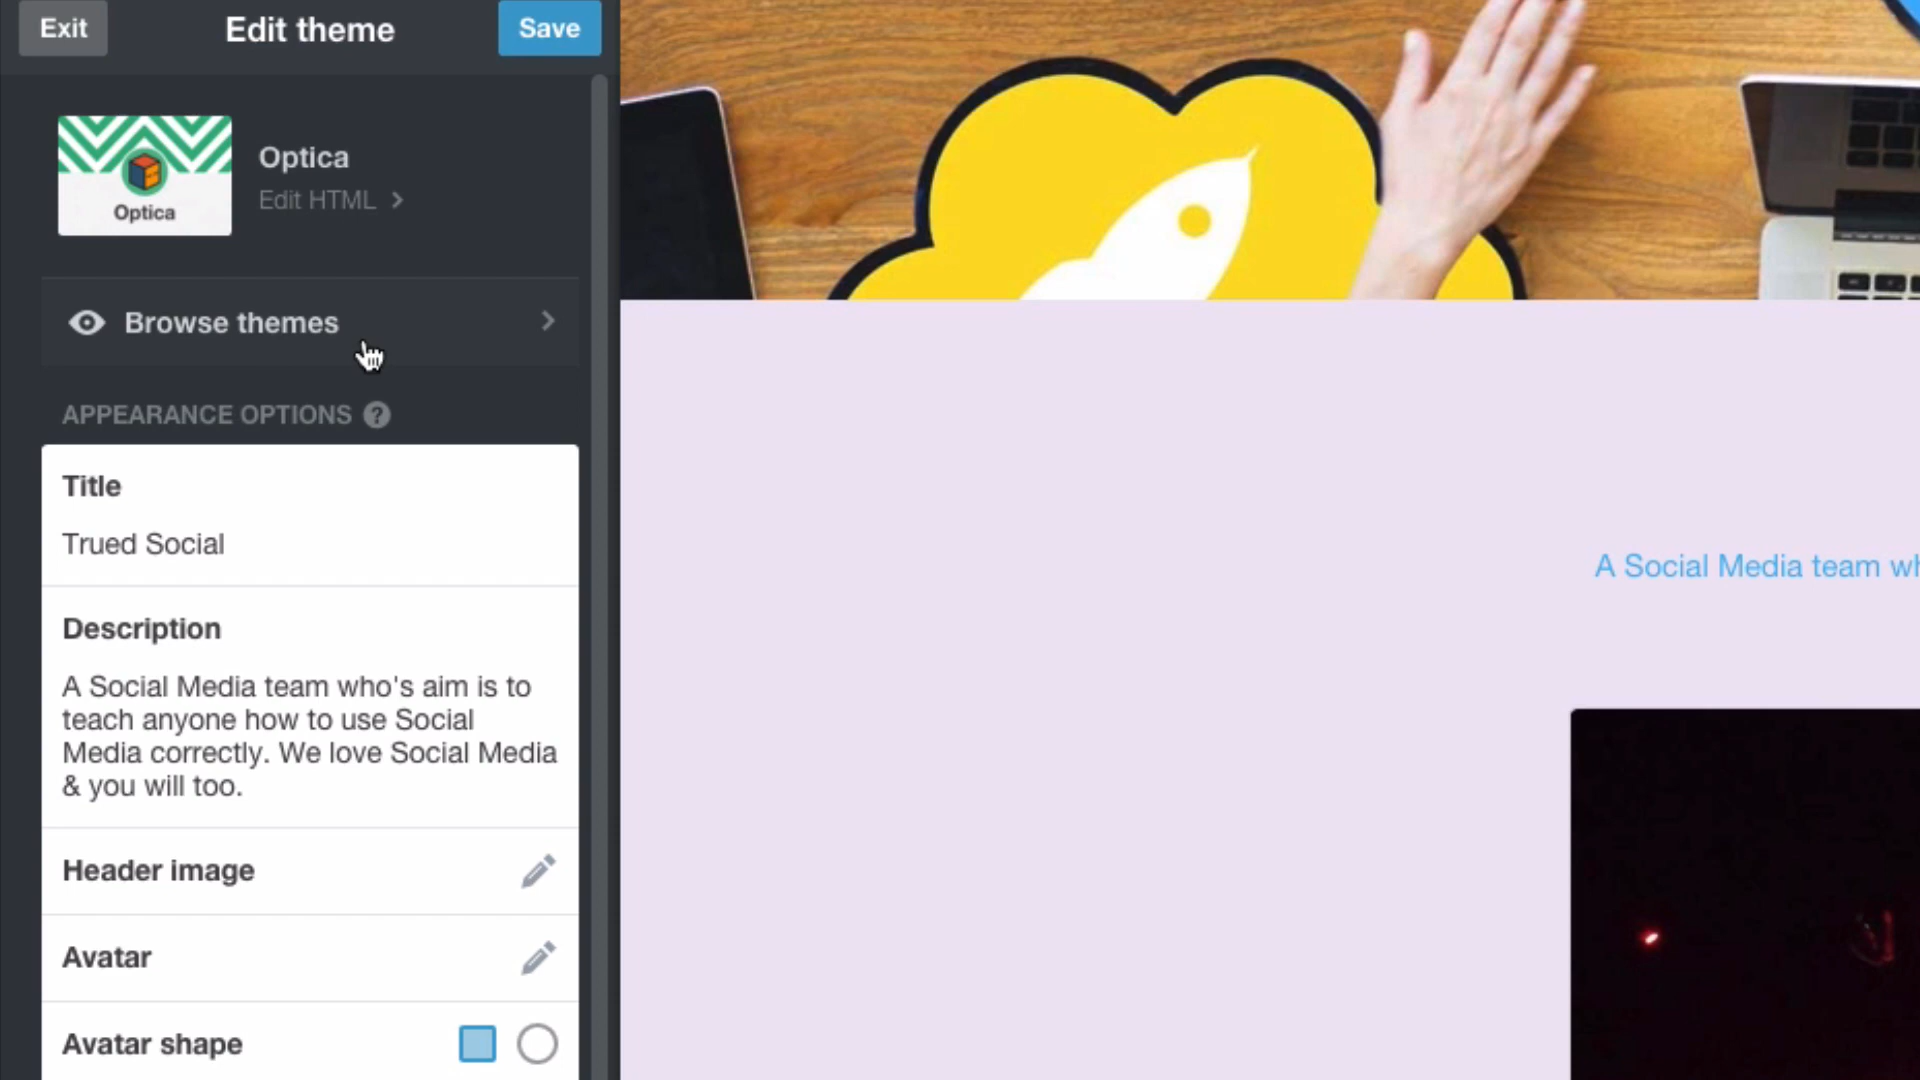 Exit
Edit theme
Save
Optica
Optica
Edit HTML
Browse themes
APPEARANCE OPTIONS ?
Title
Trued Social
Description
A Social Media team who's aim is to
teach anyone how to use Social
Media correctly. We love Social Media
& you will too.
Header image
Avatar
Avatar shape
A Social Media team wh